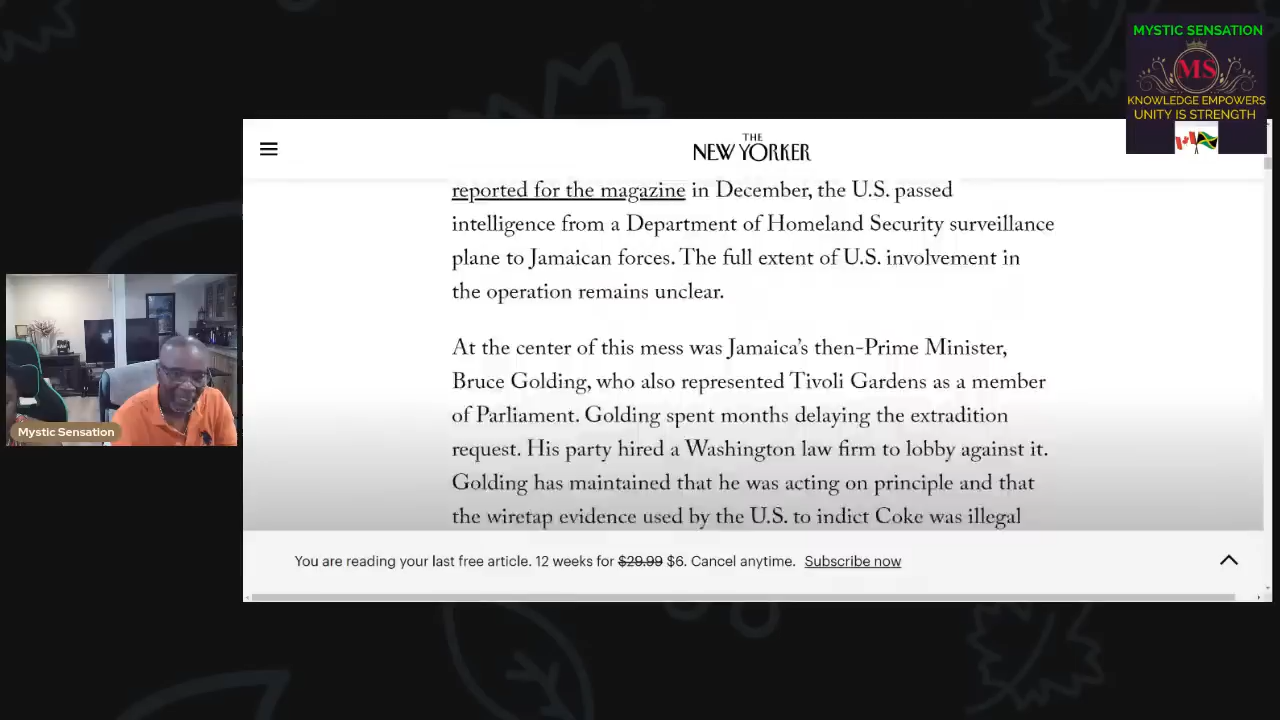 MYSTIC SENSATION
MS
KNOWLEDGE EMPOWERS
UNITY IS STRENGTH
THE
NEW YORKER
reported for the magazine in December, the U.S. passed
intelligence from a Department of Homeland Security surveillance
plane to Jamaican forces. The full extent of U.S. involvement in
the operation remains unclear.
At the center of this mess was Jamaica's then-Prime Minister,
Bruce Golding, who also represented Tivoli Gardens as a member
of Parliament. Golding spent months delaying the extradition
request. His party hired a Washington law firm to lobby against it.
Golding has maintained that he was acting on principle and that
the wiretap evidence used by the U.S. to indict Coke was illegal
Mystic Sensation
You are reading your last free article. 12 weeks for $29.99 $6. Cancel anytime. Subscribe now